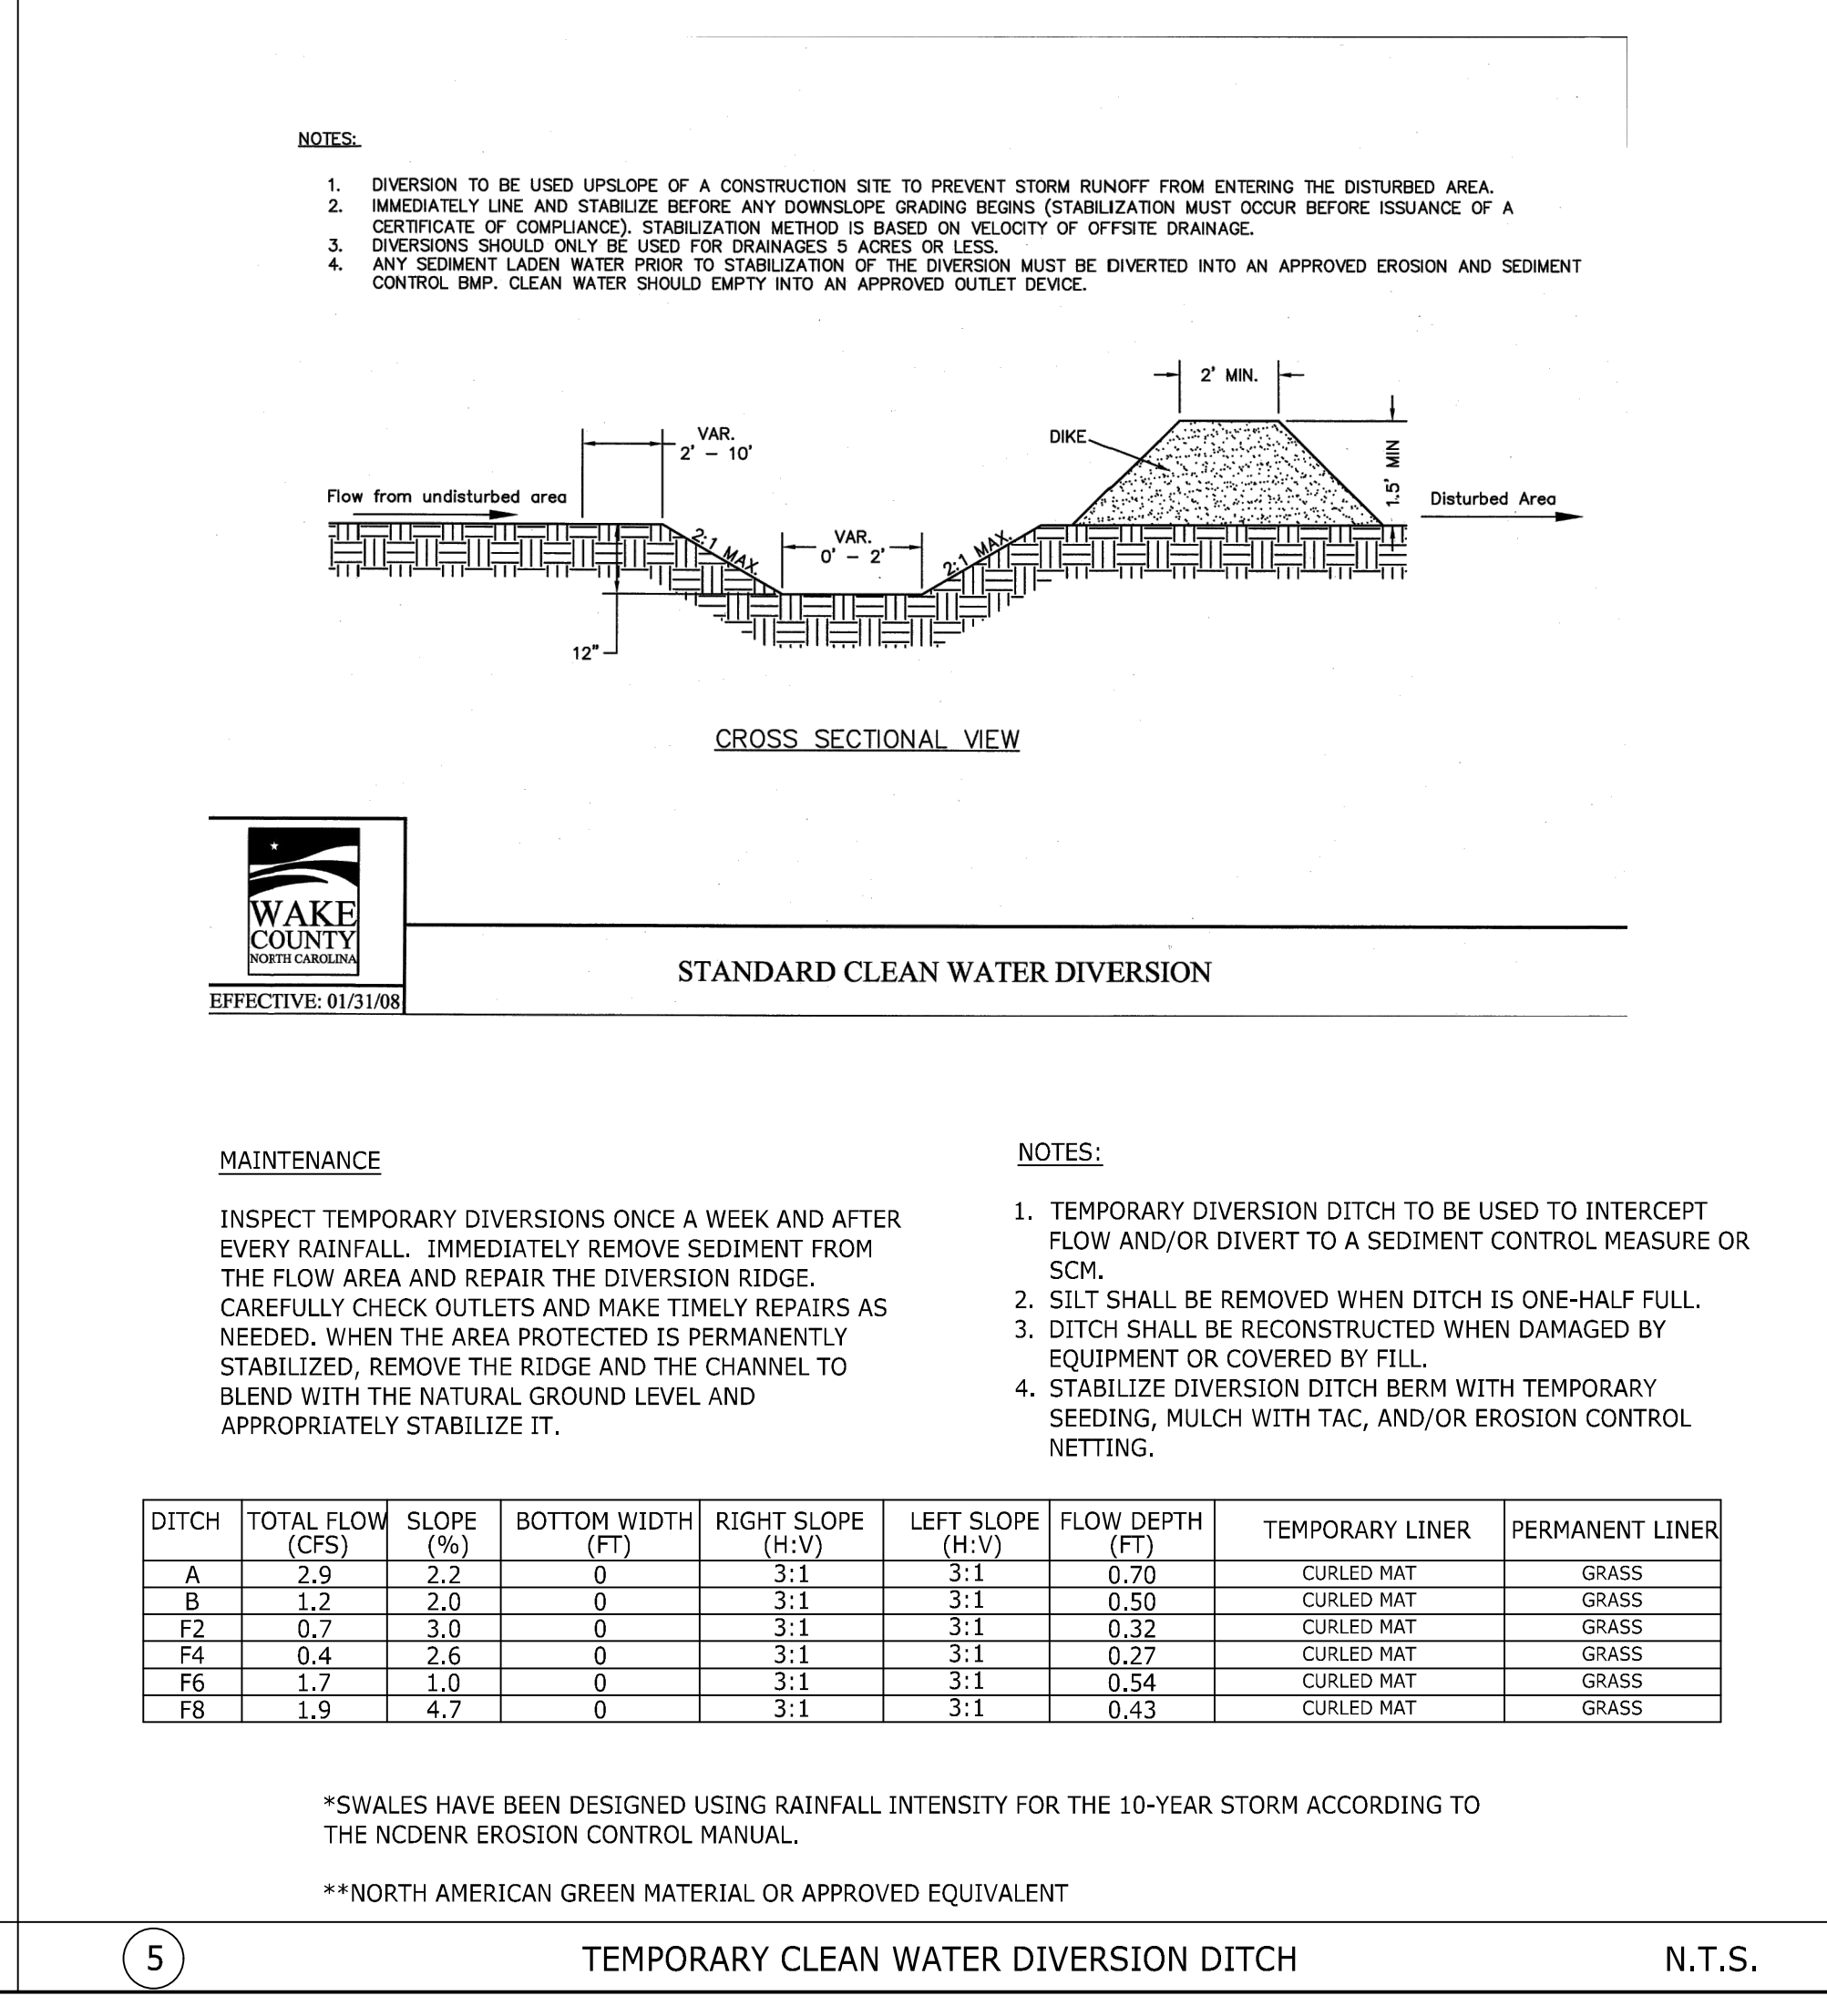 NOTES:
1. DIVERSION TO BE USED UPSLOPE OF A CONSTRUCTION SITE TO PREVENT STORM RUNOFF FROM ENTERING THE DISTURBED AREA.
2. IMMEDIATELY LINE AND STABILIZE BEFORE ANY DOWNSLOPE GRADING BEGINS (STABILIZATION MUST OCCUR BEFORE ISSUANCE OF A
CERTIFICATE OF COMPLIANCE). STABILIZATION METHOD IS BASED ON VELOCITY OF OFFSITE DRAINAGE.
3. DIVERSIONS SHOULD ONLY BE USED FOR DRAINAGES 5 ACRES OR LESS.
4. ANY SEDIMENT LADEN WATER PRIOR TO STABILIZATION OF THE DIVERSION MUST BE DIVERTED INTO AN APPROVED EROSION AND SEDIMENT
CONTROL BMP. CLEAN WATER SHOULD EMPTY INTO AN APPROVED OUTLET DEVICE.
2' MIN.
VAR.
2' – 10'
DIKE
1.5' MIN
Flow from undisturbed area
Disturbed Area
2:1 MAX.
VAR.
0' – 2'
2:1 MAX.
12"
CROSS SECTIONAL VIEW
WAKE
COUNTY
NORTH CAROLINA
EFFECTIVE: 01/31/08
STANDARD CLEAN WATER DIVERSION
MAINTENANCE
INSPECT TEMPORARY DIVERSIONS ONCE A WEEK AND AFTER
EVERY RAINFALL. IMMEDIATELY REMOVE SEDIMENT FROM
THE FLOW AREA AND REPAIR THE DIVERSION RIDGE.
CAREFULLY CHECK OUTLETS AND MAKE TIMELY REPAIRS AS
NEEDED. WHEN THE AREA PROTECTED IS PERMANENTLY
STABILIZED, REMOVE THE RIDGE AND THE CHANNEL TO
BLEND WITH THE NATURAL GROUND LEVEL AND
APPROPRIATELY STABILIZE IT.
NOTES:
1. TEMPORARY DIVERSION DITCH TO BE USED TO INTERCEPT
FLOW AND/OR DIVERT TO A SEDIMENT CONTROL MEASURE OR
SCM.
2. SILT SHALL BE REMOVED WHEN DITCH IS ONE-HALF FULL.
3. DITCH SHALL BE RECONSTRUCTED WHEN DAMAGED BY
EQUIPMENT OR COVERED BY FILL.
4. STABILIZE DIVERSION DITCH BERM WITH TEMPORARY
SEEDING, MULCH WITH TAC, AND/OR EROSION CONTROL
NETTING.
DITCH TOTAL FLOW (CFS) SLOPE (%) BOTTOM WIDTH (FT) RIGHT SLOPE (H:V) LEFT SLOPE (H:V) FLOW DEPTH (FT) TEMPORARY LINER PERMANENT LINER
A 2.9 2.2 0 3:1 3:1 0.70 CURLED MAT GRASS
B 1.2 2.0 0 3:1 3:1 0.50 CURLED MAT GRASS
F2 0.7 3.0 0 3:1 3:1 0.32 CURLED MAT GRASS
F4 0.4 2.6 0 3:1 3:1 0.27 CURLED MAT GRASS
F6 1.7 1.0 0 3:1 3:1 0.54 CURLED MAT GRASS
F8 1.9 4.7 0 3:1 3:1 0.43 CURLED MAT GRASS
*SWALES HAVE BEEN DESIGNED USING RAINFALL INTENSITY FOR THE 10-YEAR STORM ACCORDING TO
THE NCDENR EROSION CONTROL MANUAL.
**NORTH AMERICAN GREEN MATERIAL OR APPROVED EQUIVALENT
5 TEMPORARY CLEAN WATER DIVERSION DITCH N.T.S.